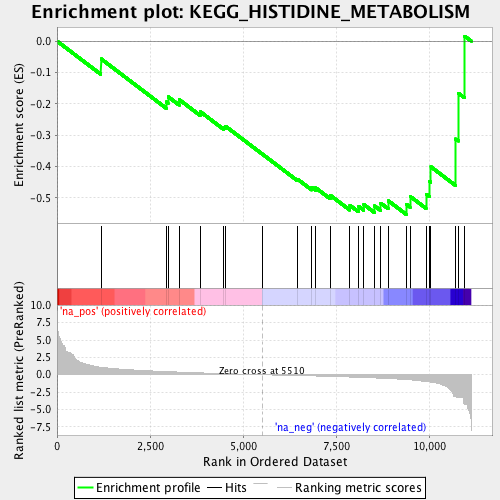 Enrichment plot: KEGG_HISTIDINE_METABOLISM
Enrichment score (ES)
0.0
-0.1
-0.2
-0.3
-0.4
-0.5
'na_pos' (positively correlated)
Ranked list metric (PreRanked)
10.0
7.5
5.0
2.5
0.0
-2.5
-5.0
-7.5
Zero cross at 5510
'na_neg' (negatively correlated)
0 2,500 5,000 7,500 10,000
Rank in Ordered Dataset
Enrichment profile Hits Ranking metric scores